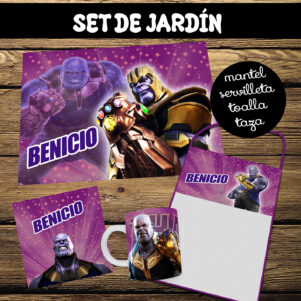 SET DE JARDÍN
mantel
servilleta
toalla
taza
BENICIO
BENICIO
BENICIO